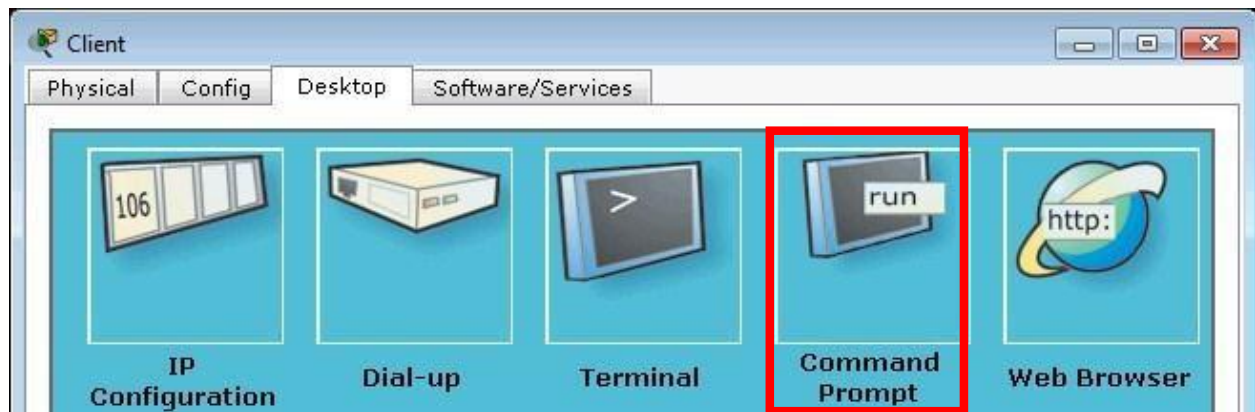 Client
Physical Config Desktop Software/Services
106
>
run
http:
IP
Configuration
Dial-up
Terminal
Command
Prompt
Web Browser